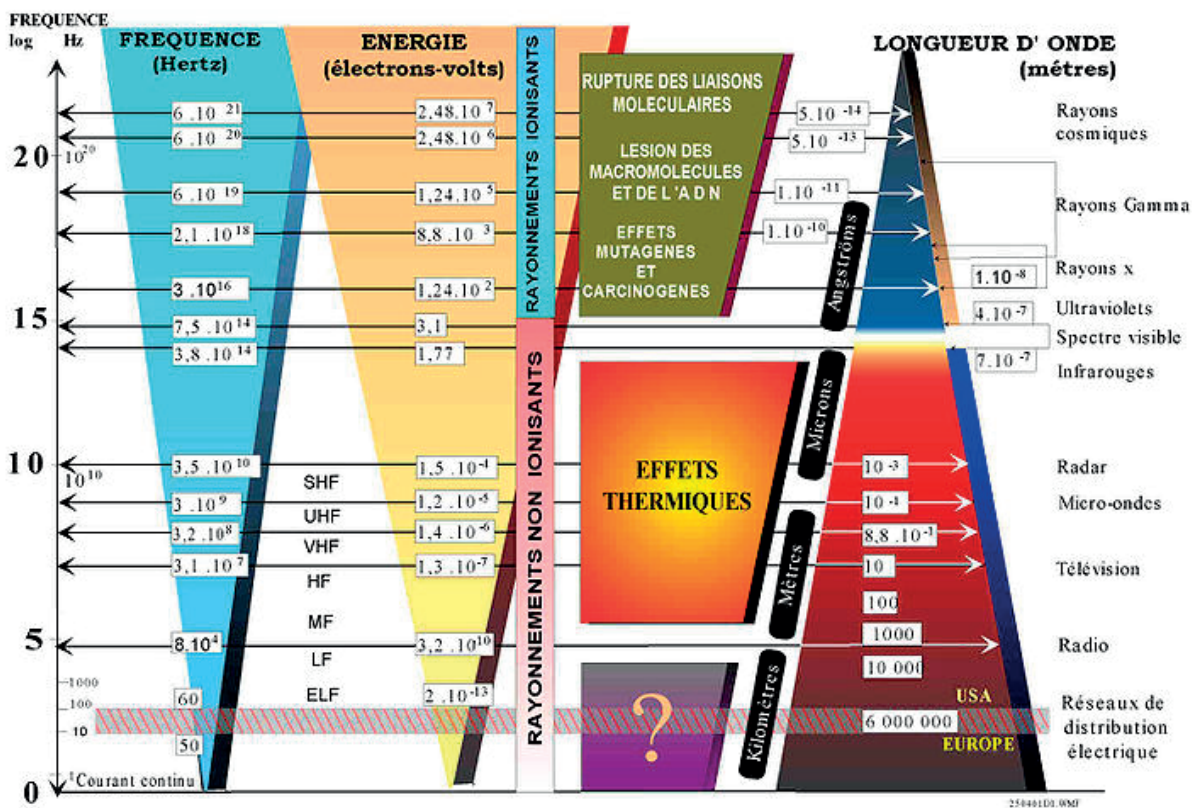 FREQUENCE
log Hz
FRÉQUENCE
(Hertz)
ENERGIE
(électrons-volts)
LONGUEUR D' ONDE
(métres)
20
15
10
5
0
10 20
10 10
1000
100
10
1
Courant continu
6 .10 21
6 .10 20
6 .10 19
2,1 .10 18
3 .10 16
7,5 .10 14
3,8 .10 14
3,5 .10 10
3 .10 9
3,2 .10 8
3,1 .10 7
8.10 4
60
50
SHF
UHF
VHF
HF
MF
LF
ELF
2,48.10 7
2,48.10 6
1,24.10 5
8,8 .10 3
1,24.10 2
3,1
1,77
1,5 .10 -4
1,2 .10 -5
1,4 .10 -6
1,3 .10 -7
3,2 .10 10
2 .10 -13
RAYONNEMENTS IONISANTS
RAYONNEMENTS NON IONISANTS
RUPTURE DES LIAISONS
MOLECULAIRES
LESION DES
MACROMOLECULES
ET DE L 'A D N
EFFETS
MUTAGENES
ET
CARCINOGENES
EFFETS
THERMIQUES
?
5.10 -14
5.10 -13
1.10 -11
1.10 -10
Angströms
Microns
Mètres
Kilomètres
1.10 -8
4.10 -7
7.10 -7
10 -3
10 -1
8,8 .10 -1
10
100
1000
10 000
6 000 000
USA
EUROPE
Rayons
cosmiques
Rayons Gamma
Rayons x
Ultraviolets
Spectre visible
Infrarouges
Radar
Micro-ondes
Télévision
Radio
Réseaux de
distribution
électrique